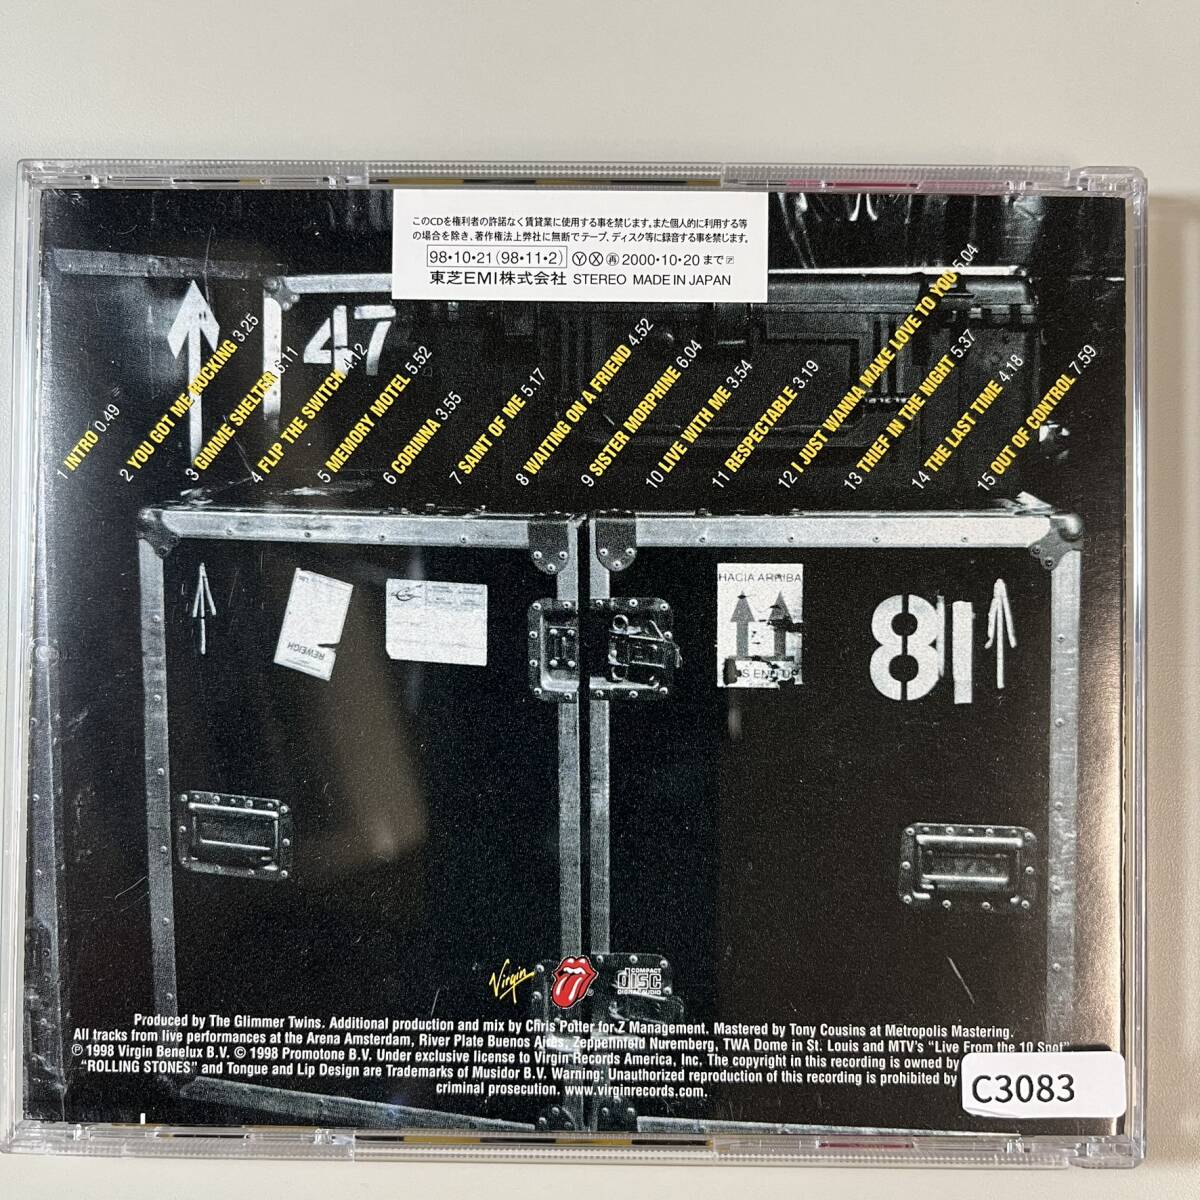 このCDを権利者の許諾なく賃貸業に使用する事を禁じます。また個人的に利用する等
の場合を除き、著作権法上弊社に無断でテープ、ディスク等に録音する事を禁じます。
98・10・21(98・11・2) Ⓨ Ⓧ 再 2000・10・20まで
東芝EMI株式会社 STEREO MADE IN JAPAN
47
1 INTRO 0.49
2 YOU GOT ME ROCKING 3.25
3 GIMME SHELTER 6.11
4 FLIP THE SWITCH 4.12
5 MEMORY MOTEL 5.52
6 CORINNA 3.55
7 SAINT OF ME 5.17
8 WAITING ON A FRIEND 4.52
9 SISTER MORPHINE 6.04
10 LIVE WITH ME 3.54
11 RESPECTABLE 3.19
12 I JUST WANNA MAKE LOVE TO YOU 5.04
13 THIEF IN THE NIGHT 5.37
14 THE LAST TIME 4.18
15 OUT OF CONTROL 7.59
REWEIGH
HACIA ARRIBA
81
Virgin
COMPACT
disc
DIGITAL AUDIO
Produced by The Glimmer Twins. Additional production and mix by Chris Potter for Z Management. Mastered by Tony Cousins at Metropolis Mastering.
All tracks from live performances at the Arena Amsterdam, River Plate Buenos Aires, Zeppelinfeld Nuremberg, TWA Dome in St. Louis and MTV's "Live From the 10 Spot"
℗ 1998 Virgin Benelux B.V. © 1998 Promotone B.V. Under exclusive license to Virgin Records America, Inc. The copyright in this recording is owned by
"ROLLING STONES" and Tongue and Lip Design are Trademarks of Musidor B.V. Warning: Unauthorized reproduction of this recording is prohibited by
criminal prosecution. www.virginrecords.com.
C3083